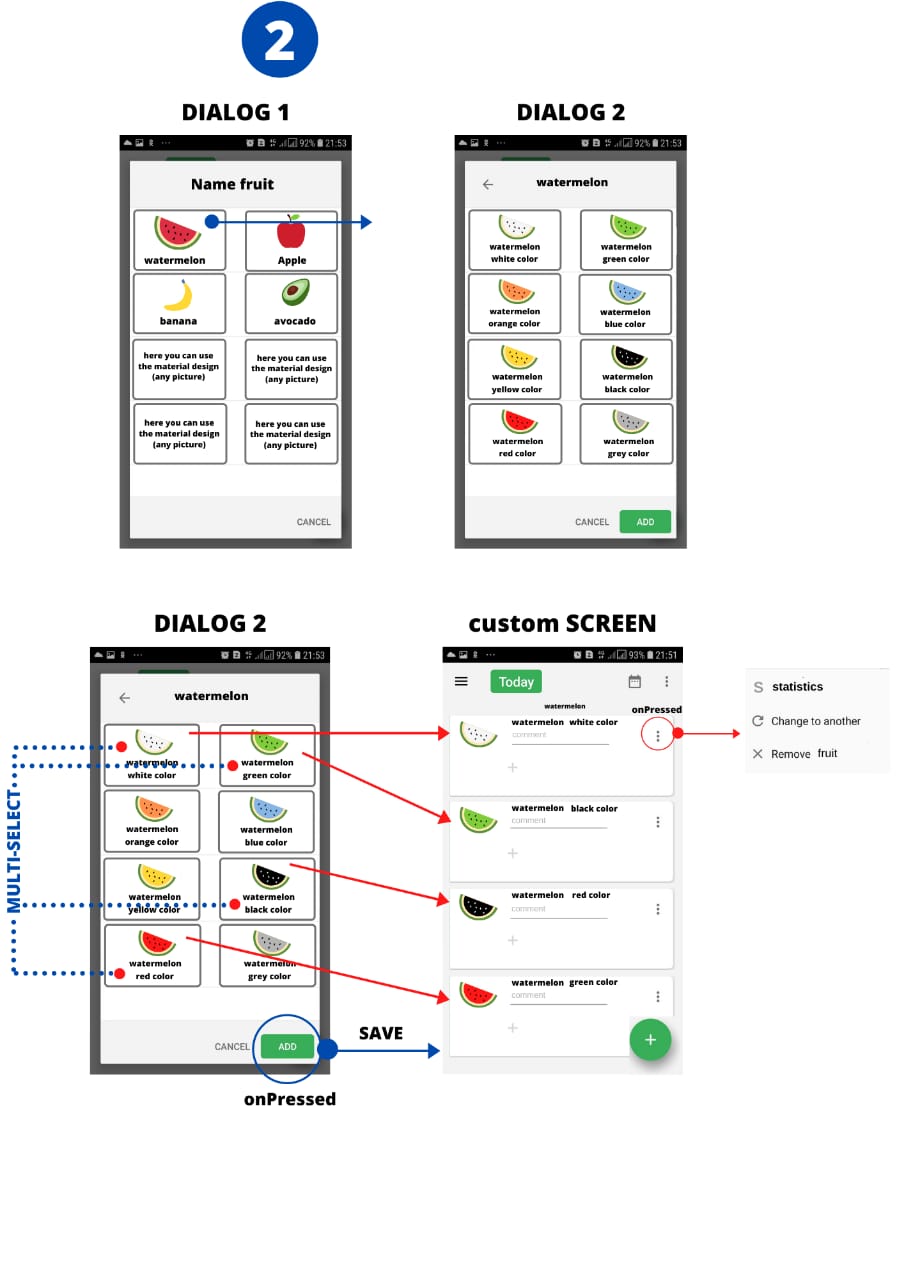 2
DIALOG 1
DIALOG 2
92% 21:53
92% 21:53
Name fruit
watermelon
watermelon
Apple
banana
avocado
here you can use
the material design
(any picture)
here you can use
the material design
(any picture)
here you can use
the material design
(any picture)
here you can use
the material design
(any picture)
CANCEL
watermelon
white color
watermelon
green color
watermelon
orange color
watermelon
blue color
watermelon
yellow color
watermelon
black color
watermelon
red color
watermelon
grey color
CANCEL
ADD
DIALOG 2
custom SCREEN
92% 21:53
93% 21:51
watermelon
watermelon
white color
watermelon
green color
watermelon
orange color
watermelon
blue color
watermelon
yellow color
watermelon
black color
watermelon
red color
watermelon
grey color
MULTI-SELECT
CANCEL
ADD
onPressed
SAVE
Today
watermelon
onPressed
watermelon white color
comment
+
watermelon black color
comment
+
watermelon red color
comment
+
watermelon green color
comment
+
+
S statistics
Change to another
Remove fruit